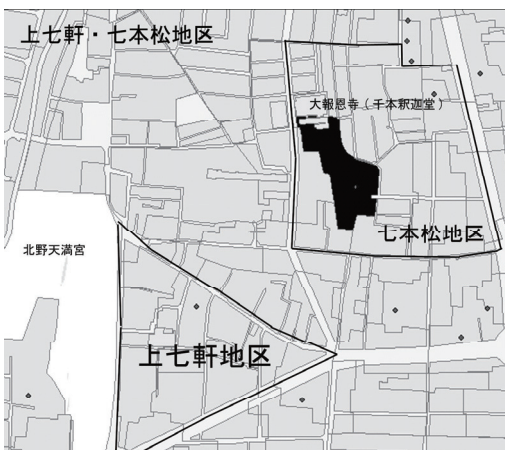 上七軒・七本松地区
大報恩寺（千本釈迦堂）
七本松地区
北野天満宮
上七軒地区